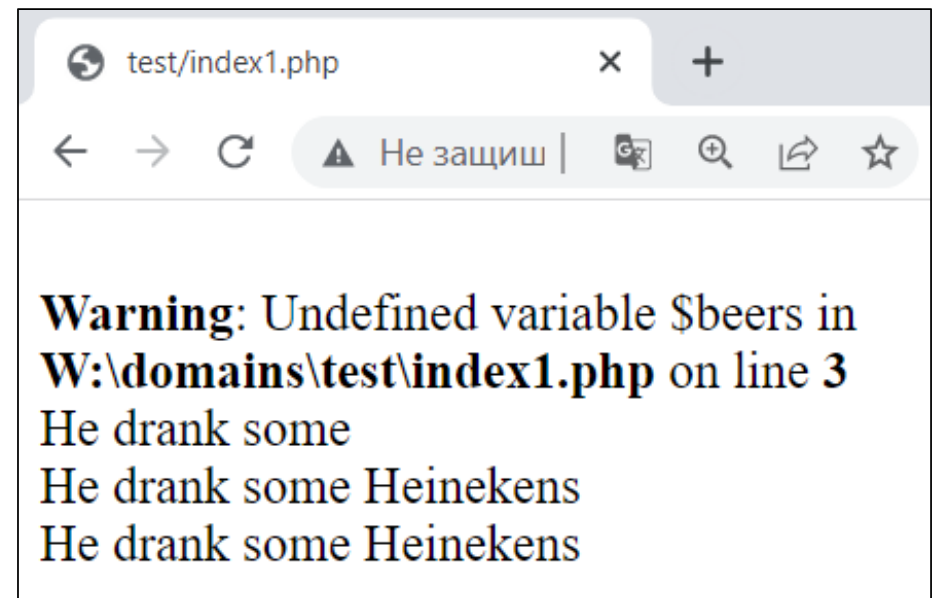 test/index1.php
Не защищ
Warning: Undefined variable $beers in
W:\domains\test\index1.php on line 3
He drank some
He drank some Heinekens
He drank some Heinekens